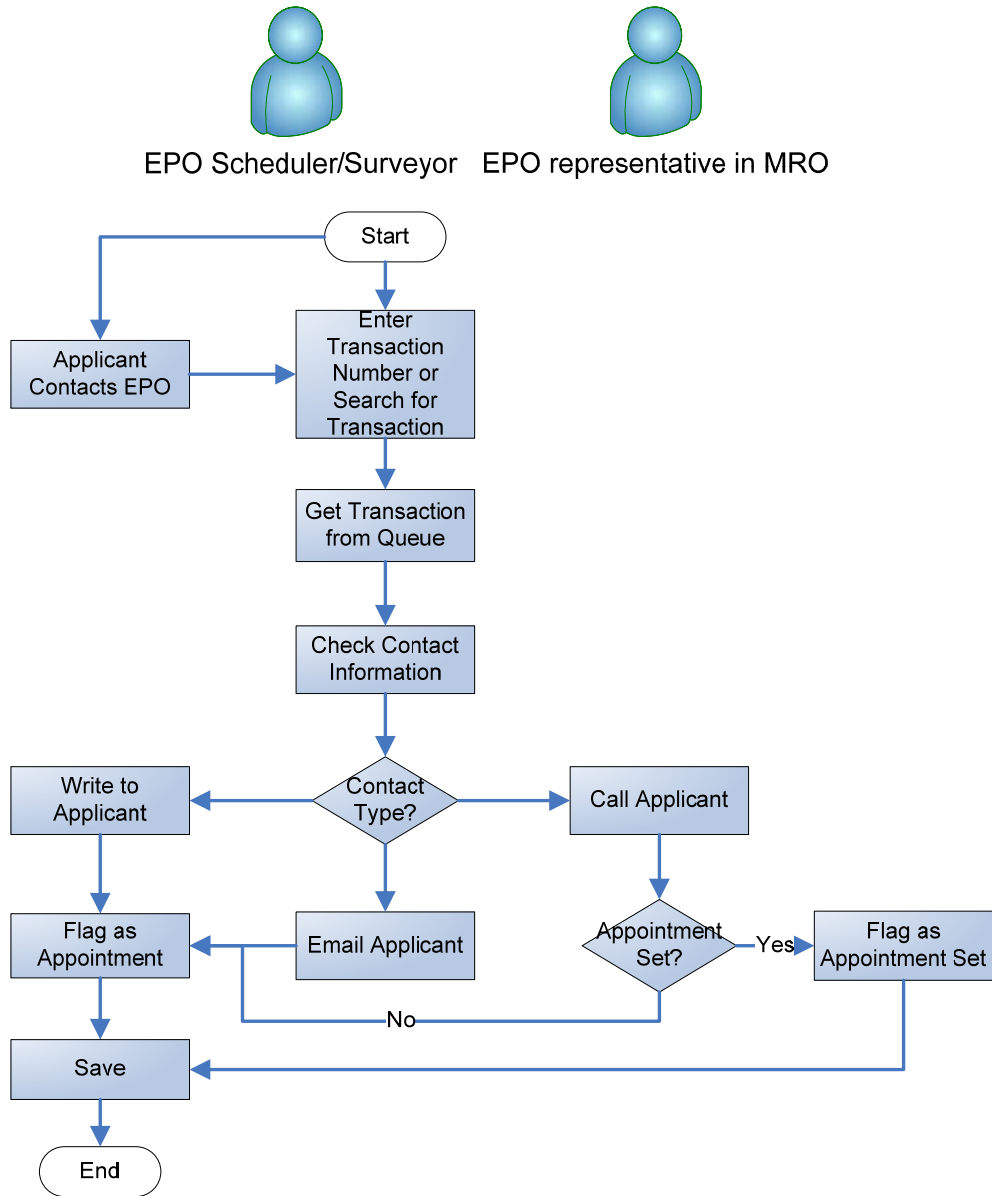 EPO Scheduler/Surveyor
EPO representative in MRO
Start
Applicant
Contacts EPO
Enter
Transaction
Number or
Search for
Transaction
Get Transaction
from Queue
Check Contact
Information
Write to
Applicant
Contact
Type?
Call Applicant
Flag as
Appointment
Email Applicant
Appointment
Set?
Yes
Flag as
Appointment Set
No
Save
End